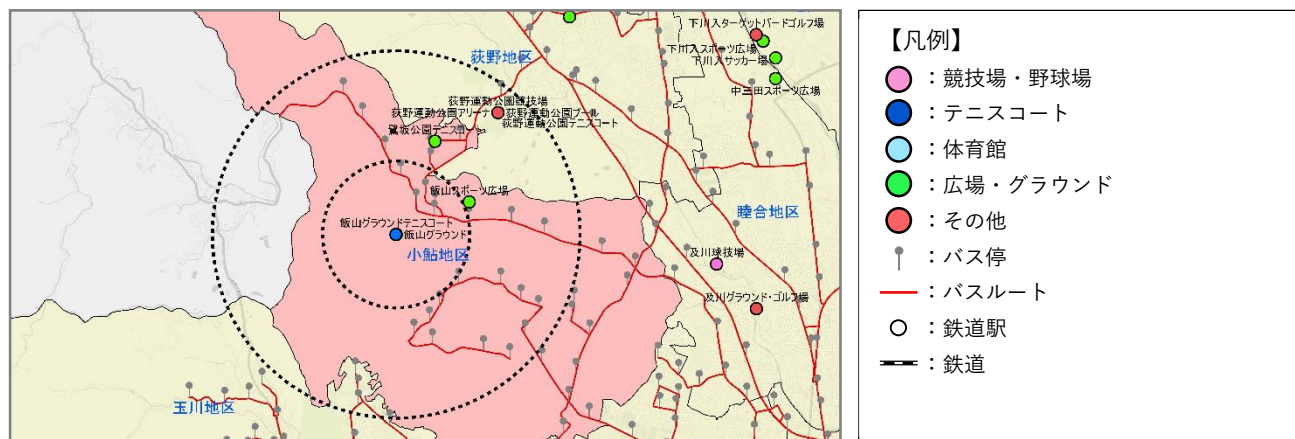 下川入ターゲットバードゴルフ場
荻野地区
下川入スポーツ広場
下川入サッカー場
中三田スポーツ広場
荻野運動公園競技場
荻野運動公園アリーナ
荻野運動公園プール
荻野運動公園テニスコート
鳶坂公園テニスコート
飯山スポーツ広場
飯山グラウンドテニスコート
飯山グラウンド
小鮎地区
睦合地区
及川球技場
及川グラウンド・ゴルフ場
玉川地区
【凡例】
：競技場・野球場
：テニスコート
：体育館
：広場・グラウンド
：その他
：バス停
：バスルート
：鉄道駅
：鉄道